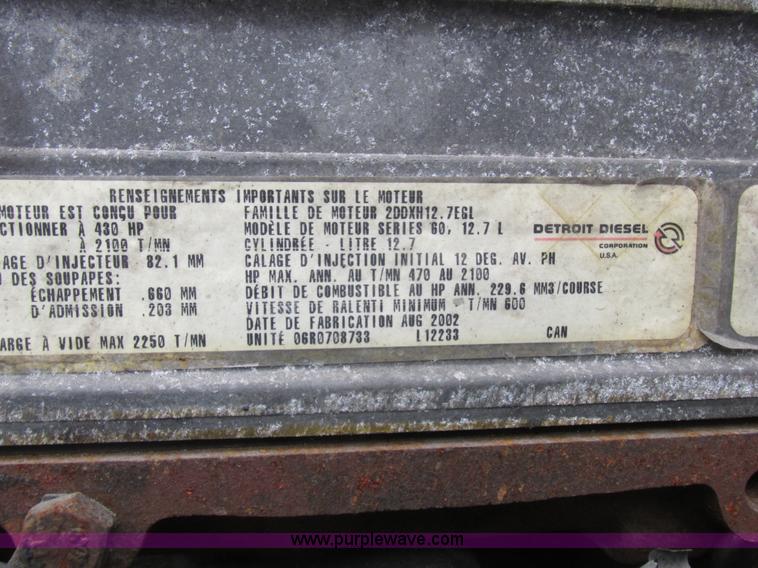 RENSEIGNEMENTS IMPORTANTS SUR LE MOTEUR
MOTEUR EST CONÇU POUR
CTIONNER À 430 HP
À 2100 T/MN
AGE D'INJECTEUR 82.1 MM
DES SOUPAPES:
ÉCHAPPEMENT .660 MM
D'ADMISSION .203 MM
ARGE À VIDE MAX 2250 T/MN
FAMILLE DE MOTEUR 2DDXH12.7EGL
MODÈLE DE MOTEUR SERIES 60, 12.7 L
CYLINDRÉE - LITRE 12.7
CALAGE D'INJECTION INITIAL 12 DEG. AV. PH
HP MAX. ANN. AU T/MN 470 AU 2100
DÉBIT DE COMBUSTIBLE AU HP ANN. 229.6 MM3/COURSE
VITESSE DE RALENTI MINIMUM - T/MN 600
DATE DE FABRICATION AUG 2002
UNITÉ 06R0708733 L12233 CAN
DETROIT DIESEL
CORPORATION
U.S.A.
www.purplewave.com